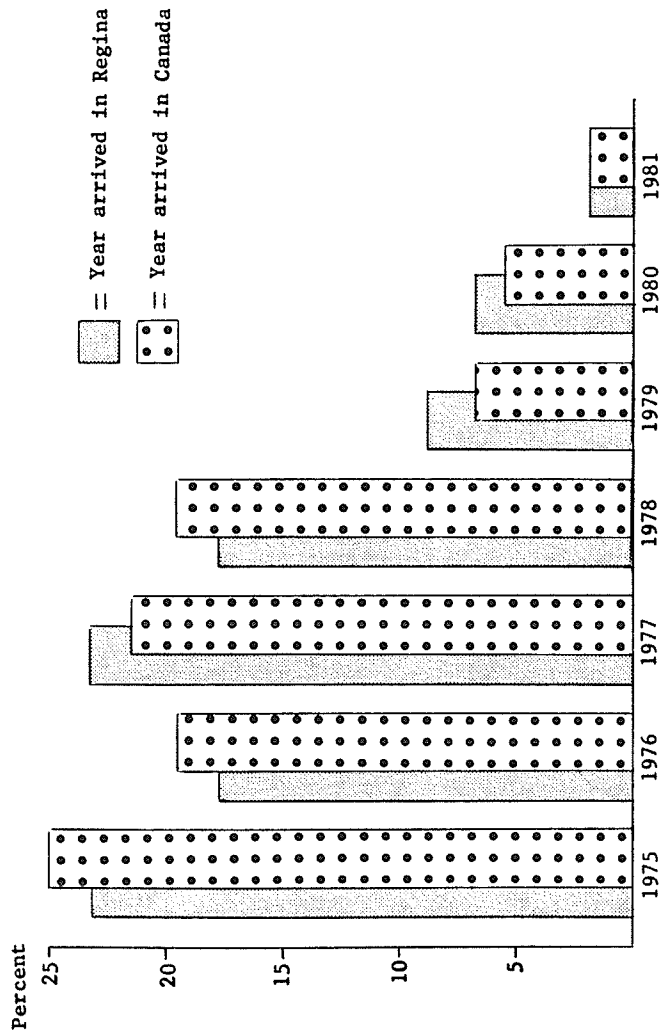 Percent
= Year arrived in Regina
= Year arrived in Canada
25
20
15
10
5
1975 1976 1977 1978 1979 1980 1981